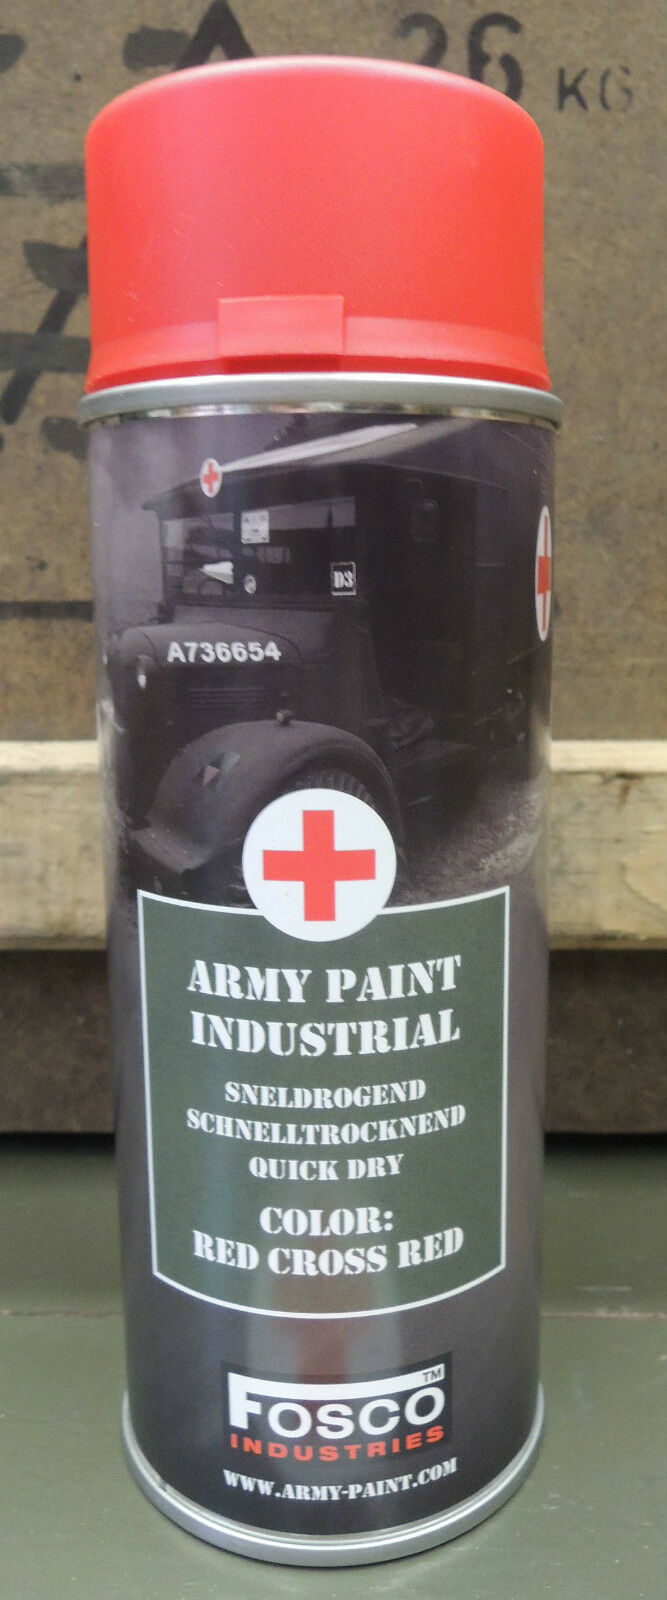 26 KG
D3
A736654
ARMY PAINT
INDUSTRIAL
SNELDROGEND
SCHNELLTROCKNEND
QUICK DRY
COLOR:
RED CROSS RED
FOSCO™
INDUSTRIES
WWW.ARMY-PAINT.COM